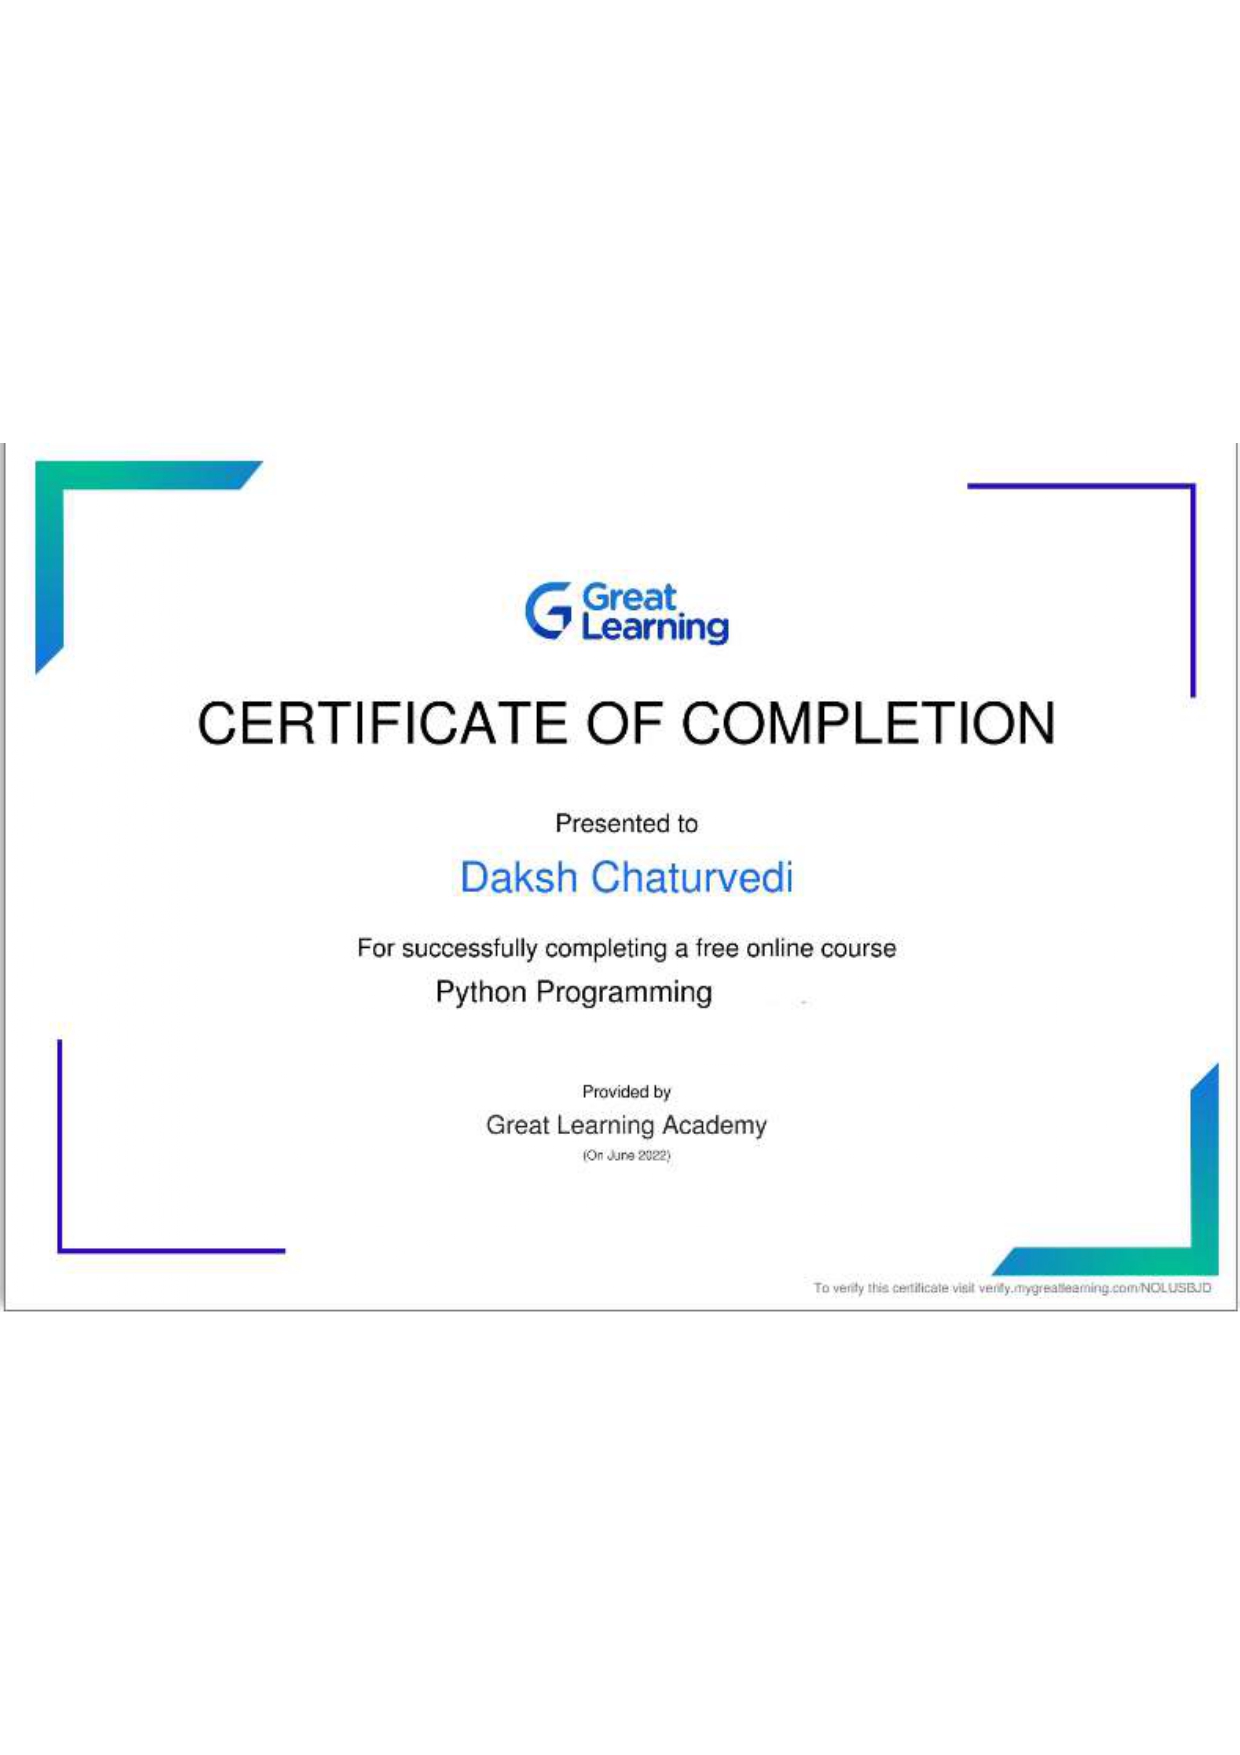 Great
Learning
CERTIFICATE OF COMPLETION
Presented to
Daksh Chaturvedi
For successfully completing a free online course
Python Programming
Provided by
Great Learning Academy
(On June 2022)
To verify this certificate visit verify.mygreatlearning.com/NOLUSBJD